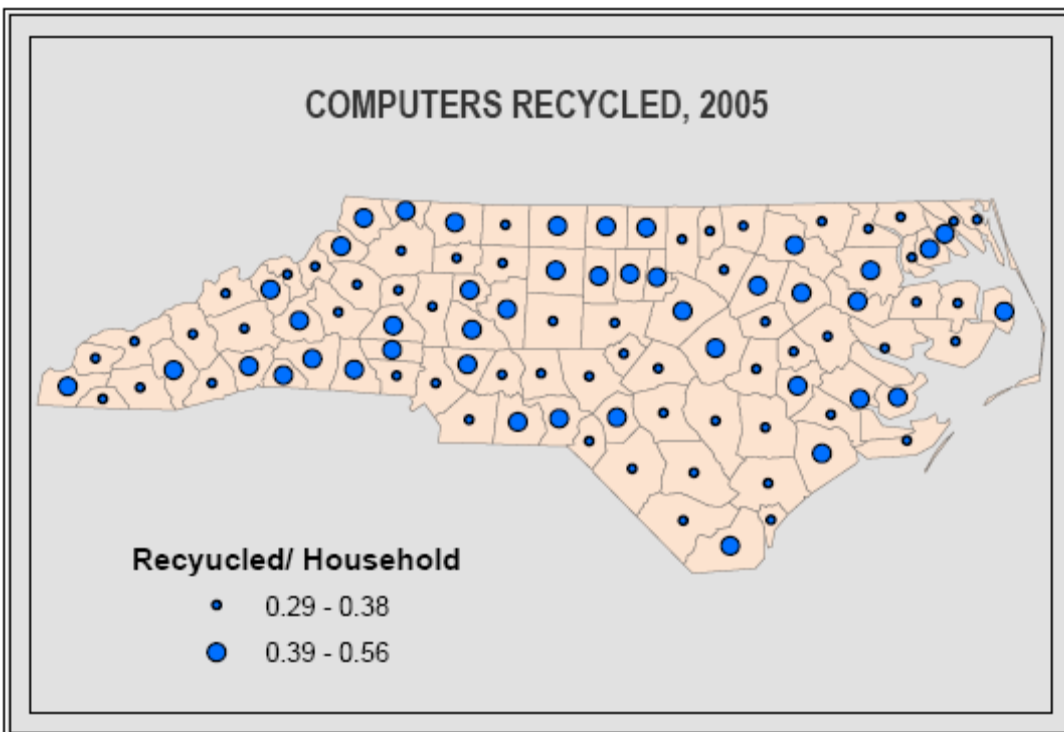 COMPUTERS RECYCLED, 2005
Recyucled/ Household
0.29 - 0.38
0.39 - 0.56